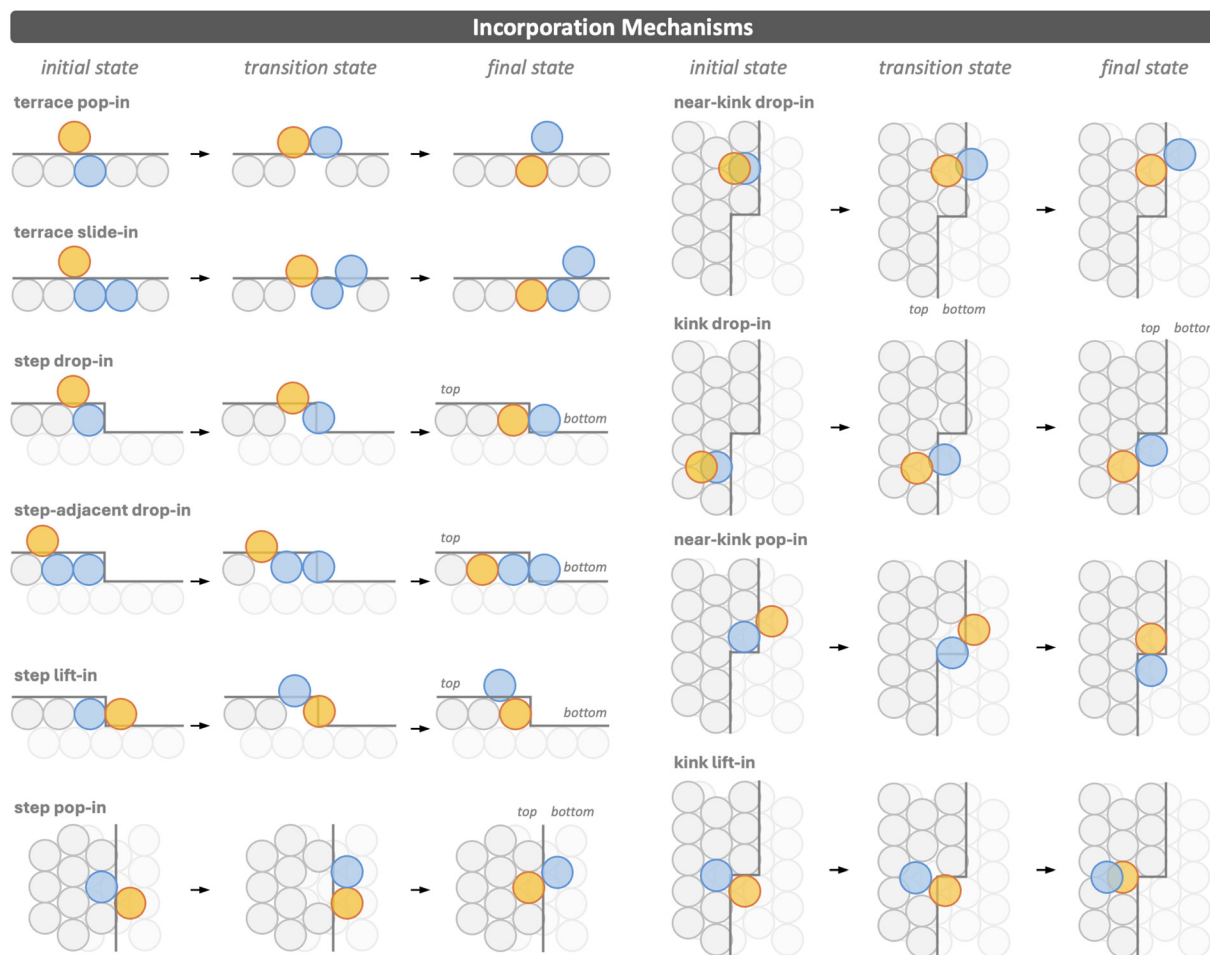 Incorporation Mechanisms
initial state transition state final state
terrace pop-in
terrace slide-in
step drop-in
top
bottom
step-adjacent drop-in
top
bottom
step lift-in
top
bottom
step pop-in
top bottom
initial state transition state final state
near-kink drop-in
top bottom
kink drop-in
top bottom
near-kink pop-in
kink lift-in